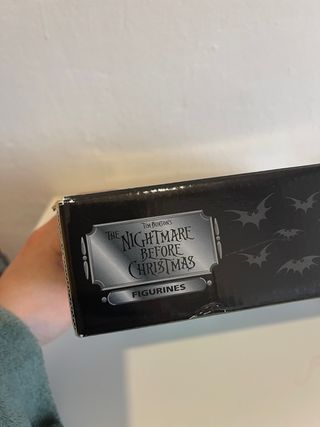 TIM BURTON'S
THE NIGHTMARE
BEFORE
CHRISTMAS
FIGURINES